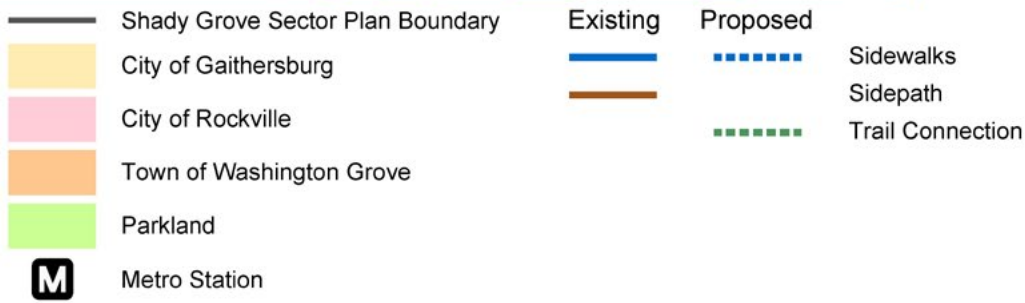 Shady Grove Sector Plan Boundary
City of Gaithersburg
City of Rockville
Town of Washington Grove
Parkland
M Metro Station
Existing Proposed
Sidewalks
Sidepath
Trail Connection